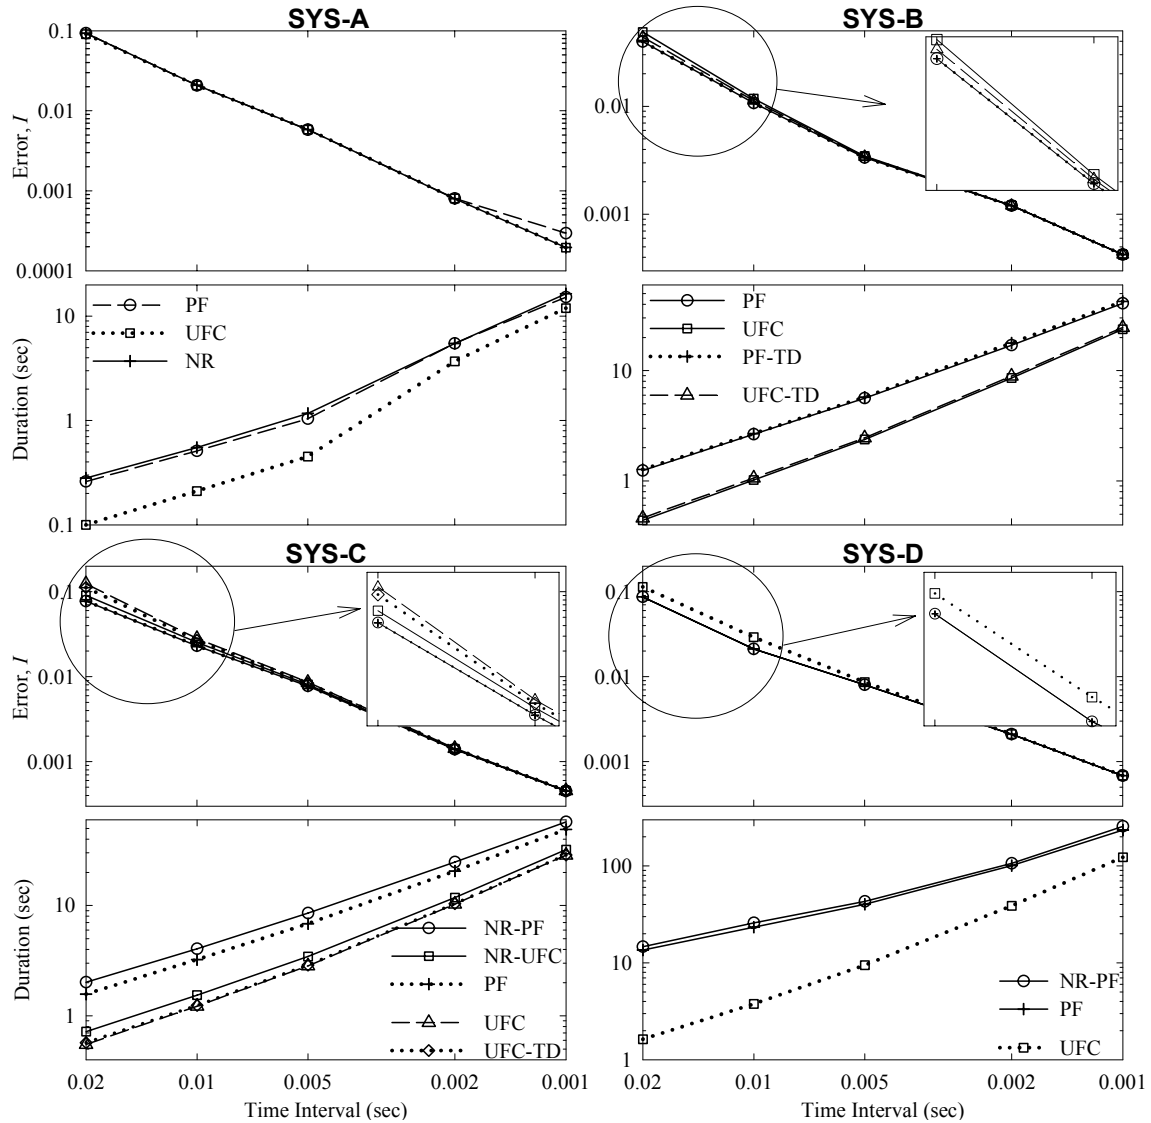 SYS-A
Error, I
0.1
0.01
0.001
0.0001
SYS-B
0.01
0.001
Duration (sec)
10
1
0.1
PF
UFC
NR
10
1
PF
UFC
PF-TD
UFC-TD
SYS-C
Error, I
0.1
0.01
0.001
SYS-D
0.1
0.01
0.001
Duration (sec)
10
1
NR-PF
NR-UFC
PF
UFC
UFC-TD
0.02 0.01 0.005 0.002 0.001
Time Interval (sec)
100
10
1
NR-PF
PF
UFC
0.02 0.01 0.005 0.002 0.001
Time Interval (sec)